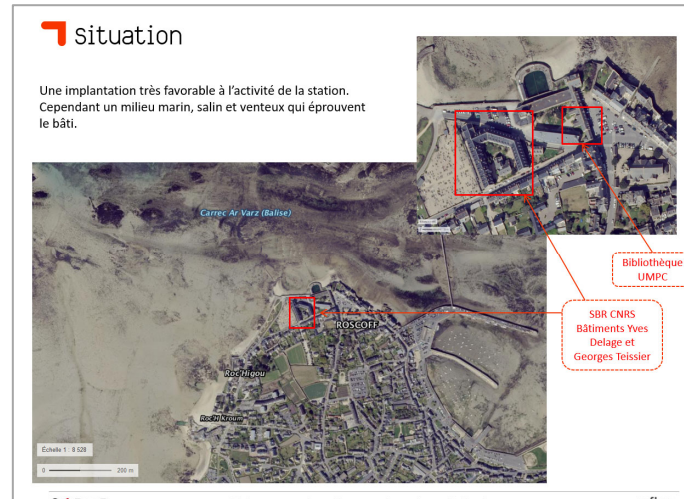 Situation
Une implantation très favorable à l'activité de la station.
Cependant un milieu marin, salin et venteux qui éprouvent
le bâti.
Carrec Ar Varz (Balise)
Bibliothèque
UMPC
SBR CNRS
Bâtiments Yves
Delage et
Georges Teissier
ROSCOFF
Roc'Higou
Roc'H Kroum
Échelle 1 : 8 528
0 200 m